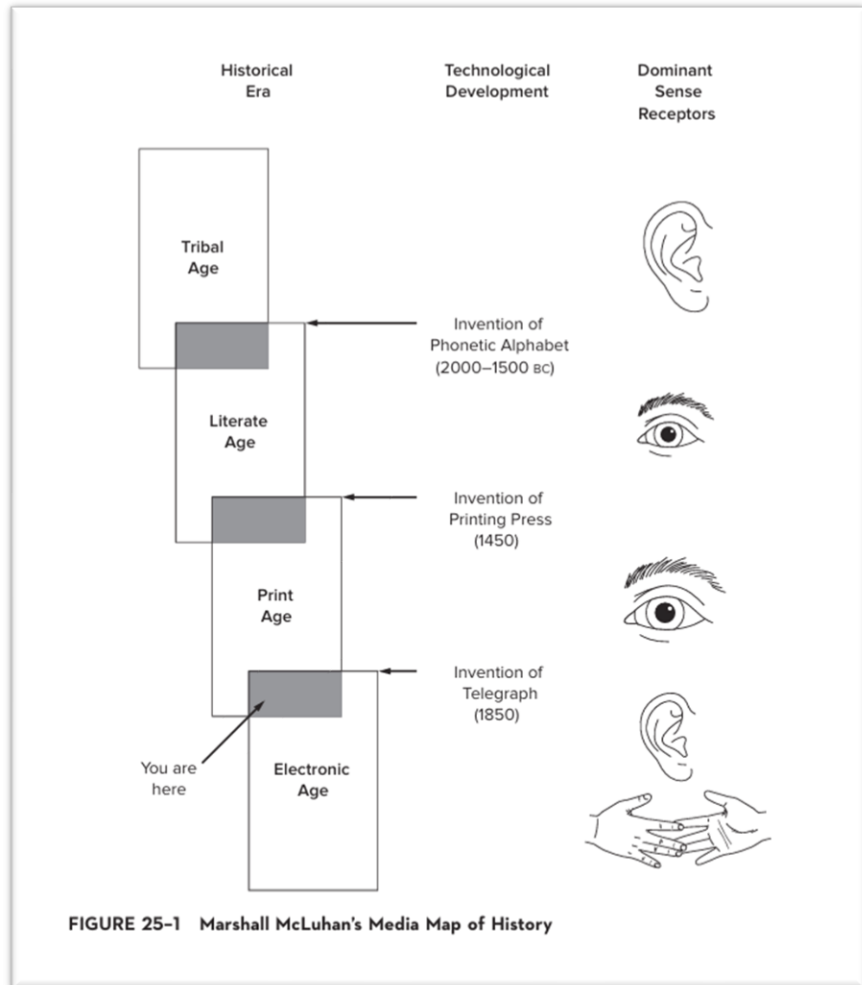 Historical
Era
Technological
Development
Dominant
Sense
Receptors
Tribal
Age
Invention of
Phonetic Alphabet
(2000–1500 BC)
Literate
Age
Invention of
Printing Press
(1450)
Print
Age
Invention of
Telegraph
(1850)
You are
here
Electronic
Age
FIGURE 25–1 Marshall McLuhan's Media Map of History